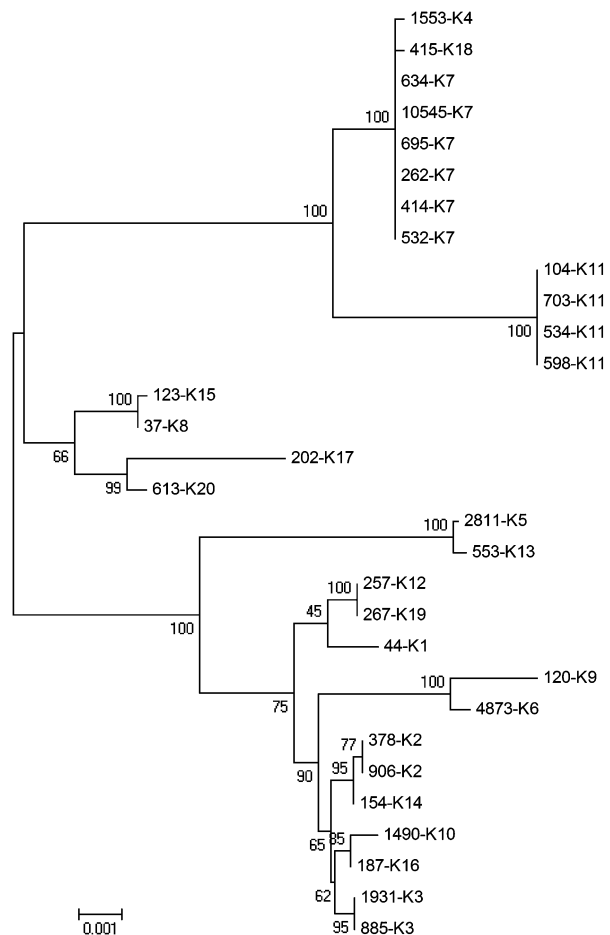 1553-K4
415-K18
634-K7
100
10545-K7
695-K7
262-K7
100
414-K7
532-K7
104-K11
703-K11
100
534-K11
598-K11
100
123-K15
37-K8
66
202-K17
99
613-K20
100
2811-K5
553-K13
100
257-K12
45
267-K19
100
44-K1
100
120-K9
75
4873-K6
77
378-K2
95
906-K2
90
154-K14
65
85
1490-K10
187-K16
62
1931-K3
95
885-K3
0.001